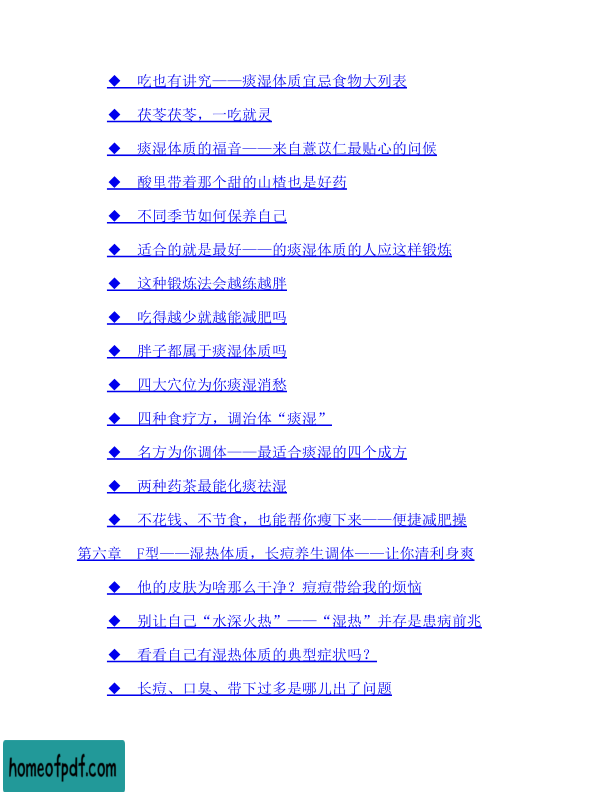 ◆ 吃也有讲究——痰湿体质宜忌食物大列表
◆ 茯苓茯苓，一吃就灵
◆ 痰湿体质的福音——来自薏苡仁最贴心的问候
◆ 酸里带着那个甜的山楂也是好药
◆ 不同季节如何保养自己
◆ 适合的就是最好——的痰湿体质的人应这样锻炼
◆ 这种锻炼法会越练越胖
◆ 吃得越少就越能减肥吗
◆ 胖子都属于痰湿体质吗
◆ 四大穴位为你痰湿消愁
◆ 四种食疗方，调治体“痰湿”
◆ 名方为你调体——最适合痰湿的四个成方
◆ 两种药茶最能化痰祛湿
◆ 不花钱、不节食，也能帮你瘦下来——便捷减肥操
第六章 F型——湿热体质，长痘养生调体——让你清利身爽
◆ 他的皮肤为啥那么干净？痘痘带给我的烦恼
◆ 别让自己“水深火热”——“湿热”并存是患病前兆
◆ 看看自己有湿热体质的典型症状吗？
◆ 长痘、口臭、带下过多是哪儿出了问题
homeofpdf.com